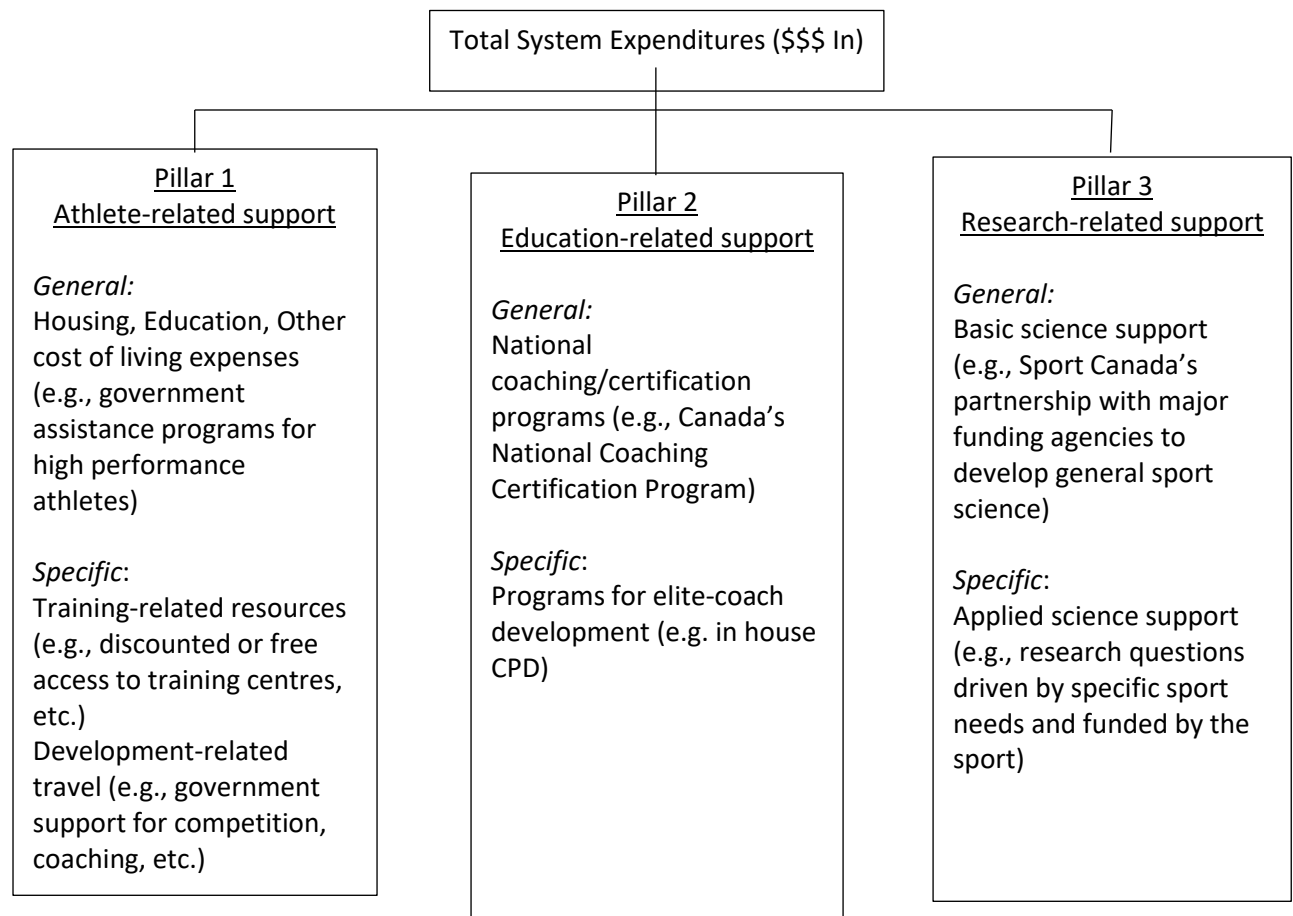 Total System Expenditures ($$$ In)
Pillar 1
Athlete-related support
General:
Housing, Education, Other
cost of living expenses
(e.g., government
assistance programs for
high performance
athletes)
Specific:
Training-related resources
(e.g., discounted or free
access to training centres,
etc.)
Development-related
travel (e.g., government
support for competition,
coaching, etc.)
Pillar 2
Education-related support
General:
National
coaching/certification
programs (e.g., Canada’s
National Coaching
Certification Program)
Specific:
Programs for elite-coach
development (e.g. in house
CPD)
Pillar 3
Research-related support
General:
Basic science support
(e.g., Sport Canada’s
partnership with major
funding agencies to
develop general sport
science)
Specific:
Applied science support
(e.g., research questions
driven by specific sport
needs and funded by the
sport)